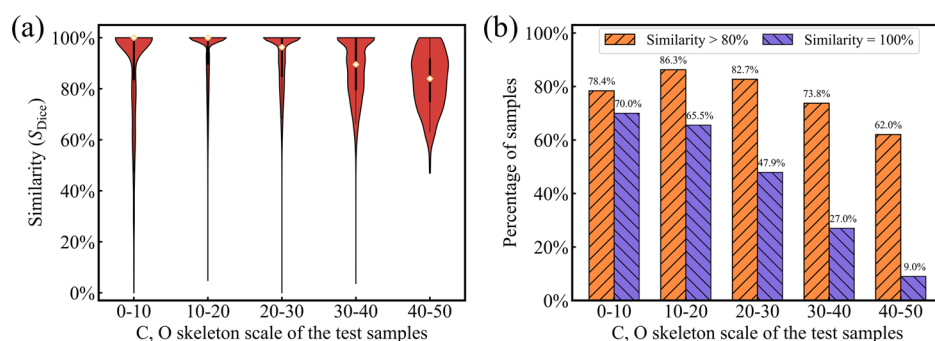 (a)
100%
80%
60%
40%
20%
0%
Similarity (S_Dice)
0-10 10-20 20-30 30-40 40-50
C, O skeleton scale of the test samples
(b)
100%
80%
60%
40%
20%
0%
Percentage of samples
Similarity > 80% Similarity = 100%
78.4% 70.0% 86.3% 65.5% 82.7% 47.9% 73.8% 27.0% 62.0% 9.0%
0-10 10-20 20-30 30-40 40-50
C, O skeleton scale of the test samples